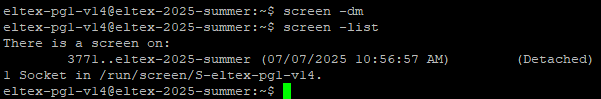 eltex-pg1-v14@eltex-2025-summer:~$ screen -dm
eltex-pg1-v14@eltex-2025-summer:~$ screen -list
There is a screen on:
        3771..eltex-2025-summer (07/07/2025 10:56:57 AM)        (Detached)
1 Socket in /run/screen/S-eltex-pg1-v14.
eltex-pg1-v14@eltex-2025-summer:~$